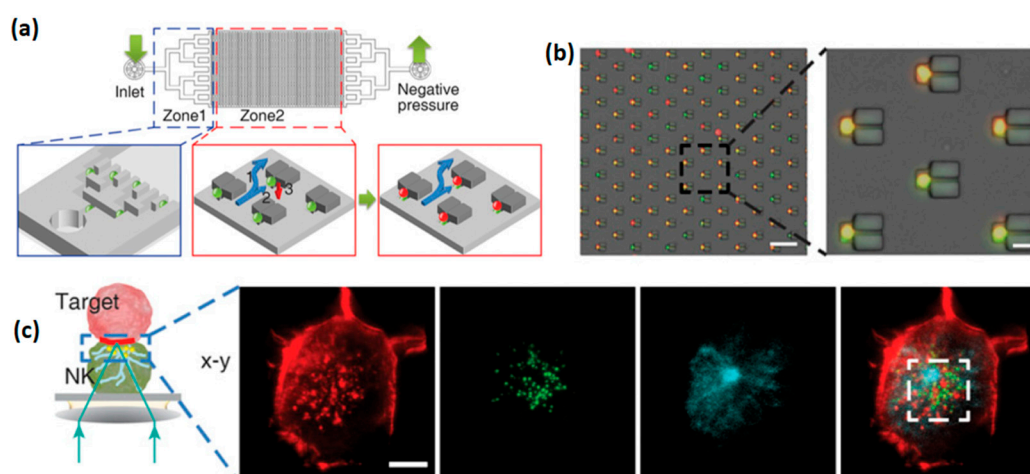 (a)
Inlet
Zone1
Zone2
Negative
pressure
1
2
3
(b)
(c)
Target
NK
x-y